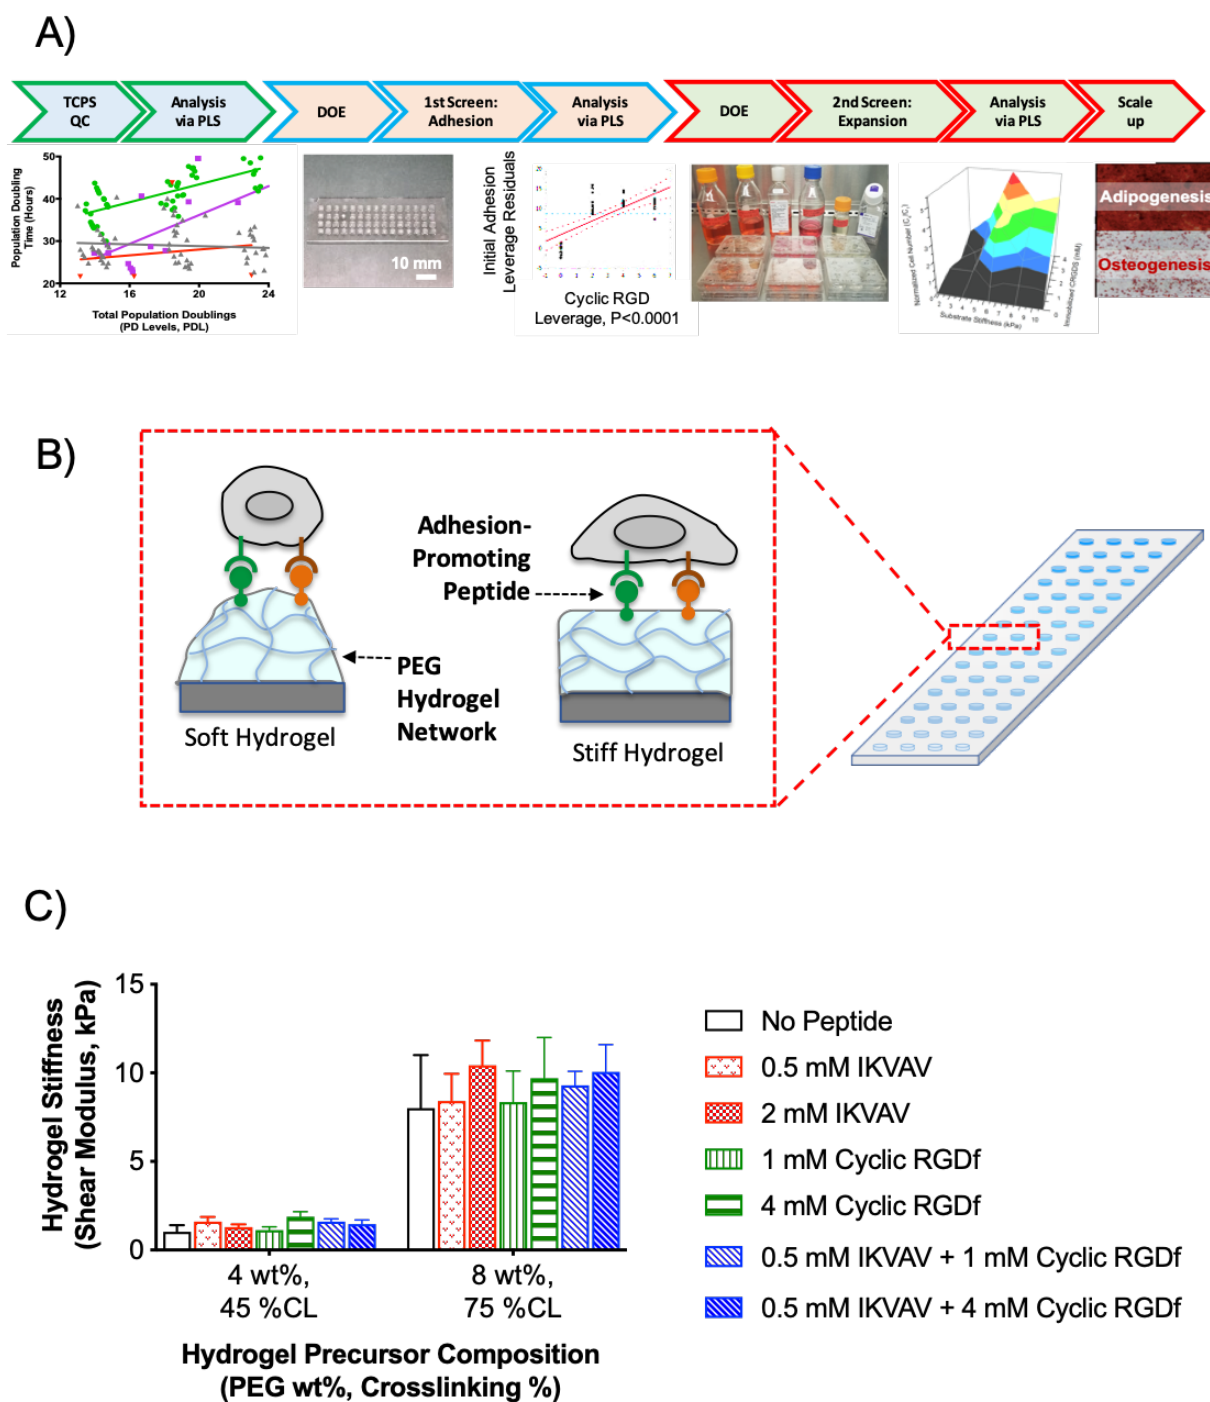 A)
TCPS QC
Analysis via PLS
DOE
1st Screen: Adhesion
Analysis via PLS
DOE
2nd Screen: Expansion
Analysis via PLS
Scale up
Population Doubling
Time (Hours)
50
40
30
20
12
16
20
24
Total Population Doublings
(PD Levels, PDL)
10 mm
Initial Adhesion
Leverage Residuals
Cyclic RGD
Leverage, P<0.0001
Substrate Stiffness (kPa)
Adipogenesis
Osteogenesis
B)
Adhesion-
Promoting
Peptide
PEG
Hydrogel
Network
Soft Hydrogel
Stiff Hydrogel
C)
Hydrogel Stiffness
(Shear Modulus, kPa)
15
10
5
0
4 wt%,
45 %CL
8 wt%,
75 %CL
Hydrogel Precursor Composition
(PEG wt%, Crosslinking %)
No Peptide
0.5 mM IKVAV
2 mM IKVAV
1 mM Cyclic RGDf
4 mM Cyclic RGDf
0.5 mM IKVAV + 1 mM Cyclic RGDf
0.5 mM IKVAV + 4 mM Cyclic RGDf